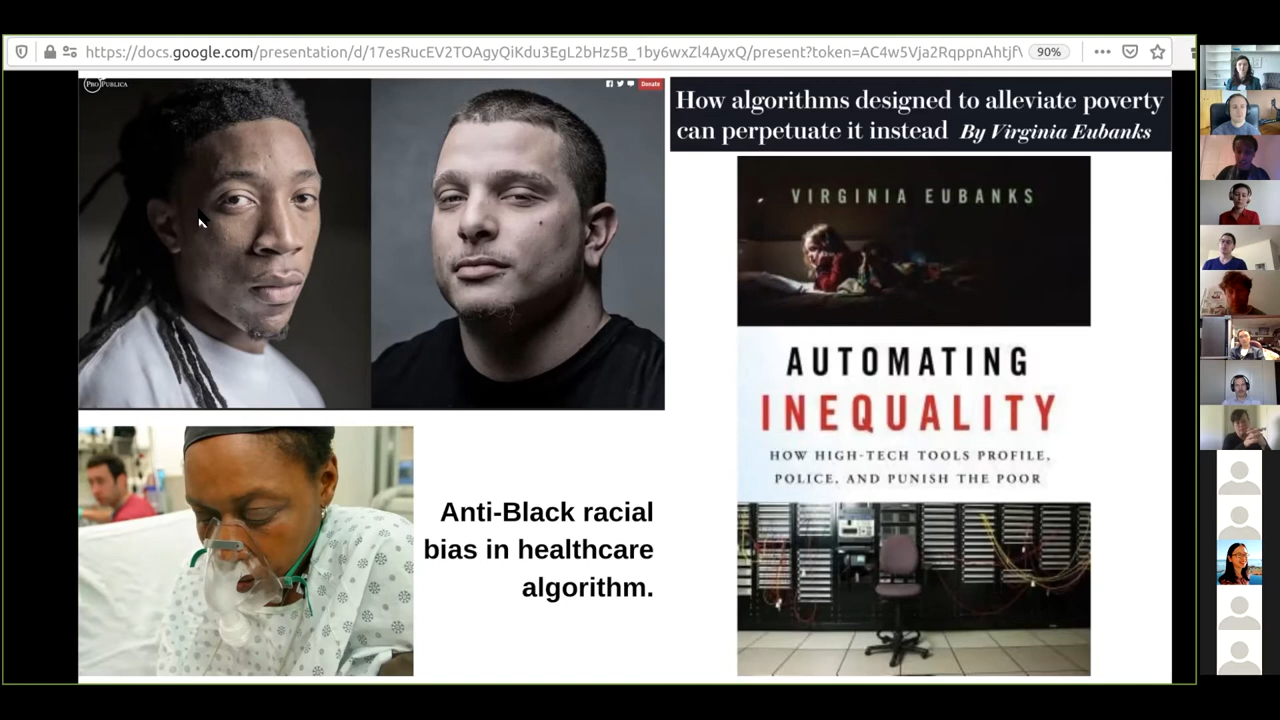 https://docs.google.com/presentation/d/17esRucEV2TOAgvOiKdu3EgL2bHz5B_1by6wxZl4AyxQ/present?token=AC4w5Vja2RqppnAhtjf
90%
PROPUBLICA
Donate
How algorithms designed to alleviate poverty
can perpetuate it instead By Virginia Eubanks
VIRGINIA EUBANKS
AUTOMATING
INEQUALITY
HOW HIGH-TECH TOOLS PROFILE,
POLICE, AND PUNISH THE POOR
Anti-Black racial
bias in healthcare
algorithm.